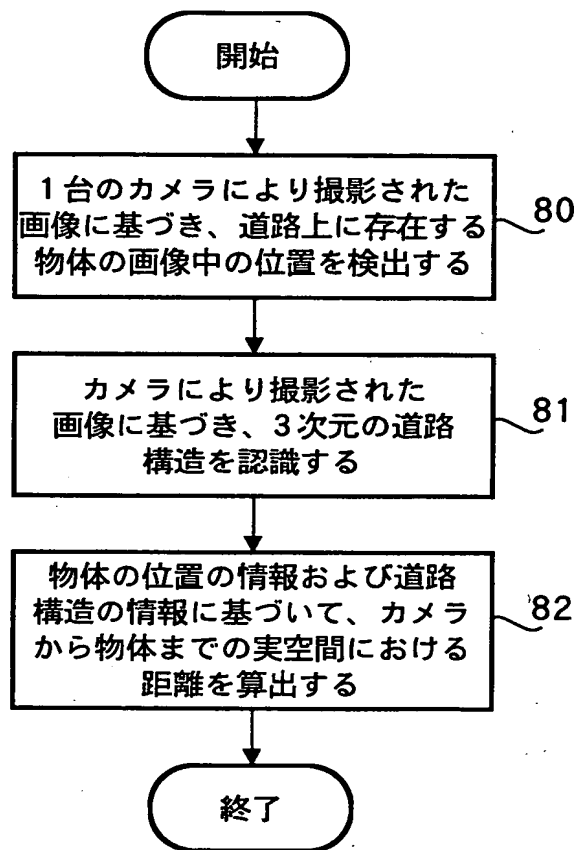 開始
1台のカメラにより撮影された
画像に基づき、道路上に存在する
物体の画像中の位置を検出する
80
カメラにより撮影された
画像に基づき、3次元の道路
構造を認識する
81
物体の位置の情報および道路
構造の情報に基づいて、カメラ
から物体までの実空間における
距離を算出する
82
終了